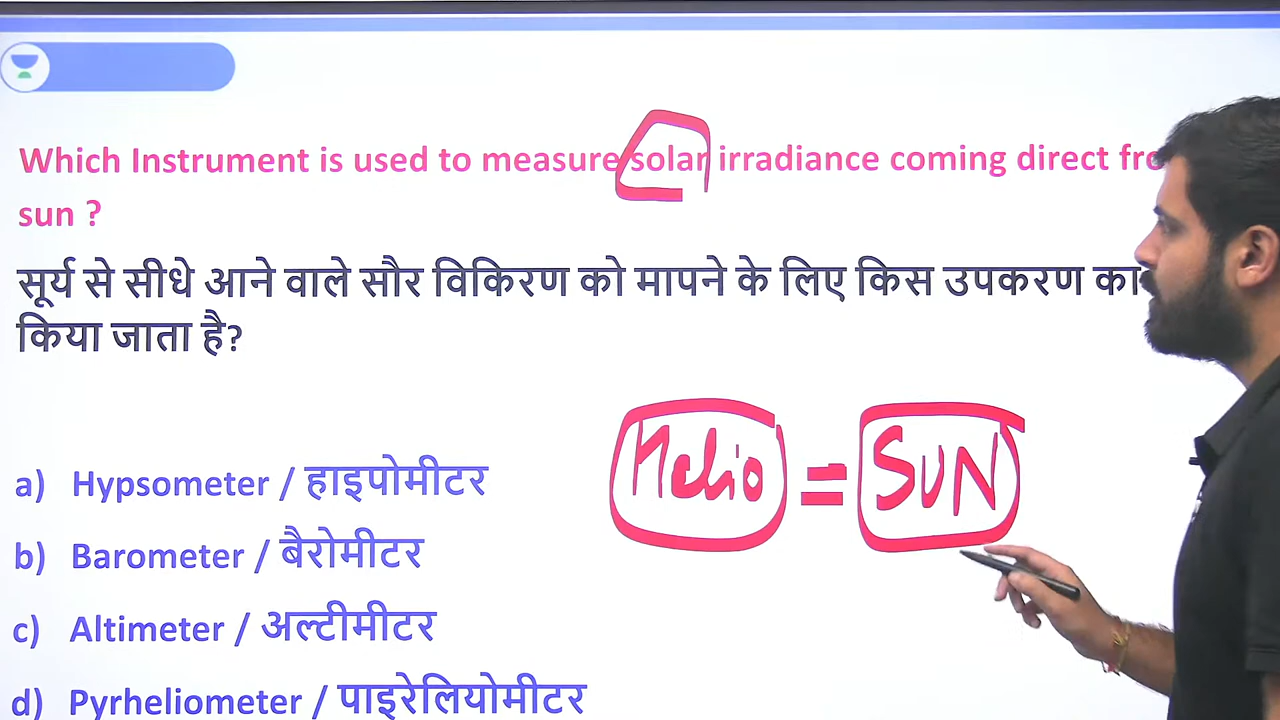 Which Instrument is used to measure solar irradiance coming direct
sun ?
सूर्य से सीधे आने वाले सौर विकिरण को मापने के लिए किस उपकरण का
किया जाता है?
Helio = SUN
a) Hypsometer / हाइपोमीटर
b) Barometer / बैरोमीटर
c) Altimeter / अल्टीमीटर
d) Pyrheliometer / पाइरेलियोमीटर